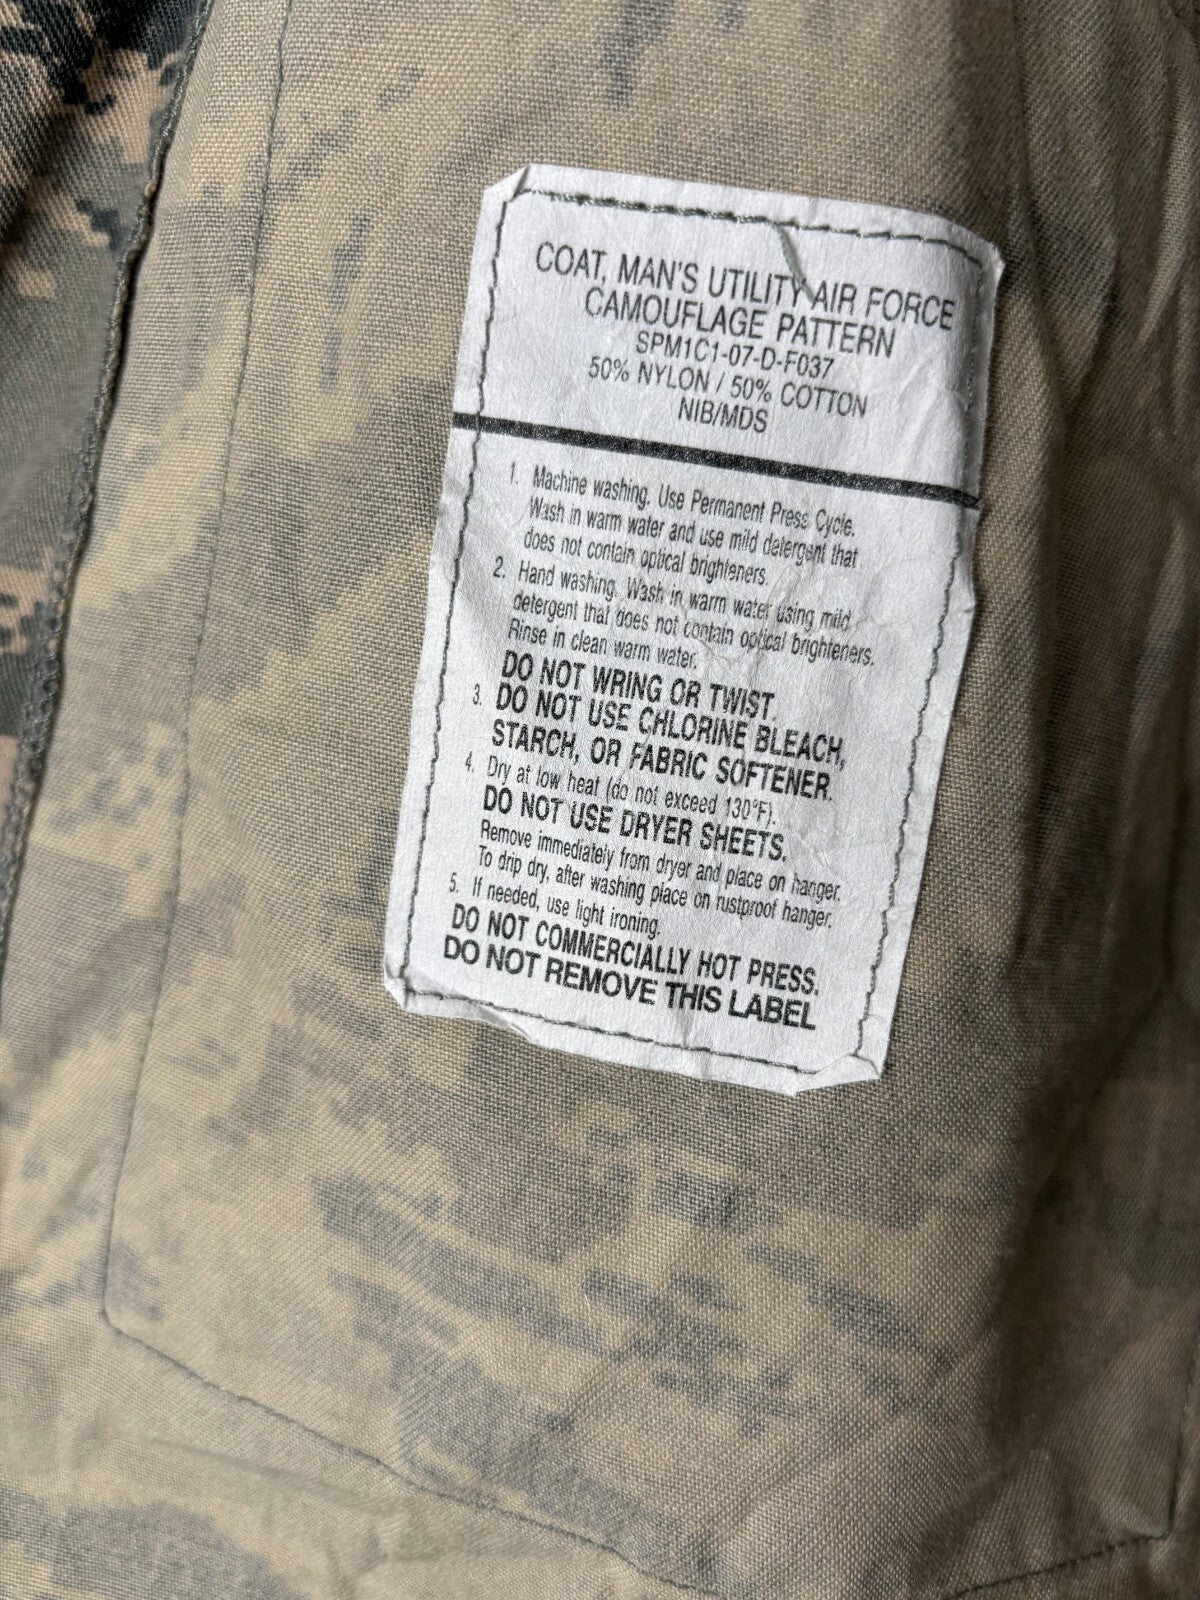 COAT, MAN'S UTILITY AIR FORCE
CAMOUFLAGE PATTERN
SPM1C1-07-D-F037
50% NYLON / 50% COTTON
NIB/MDS
1. Machine washing. Use Permanent Press Cycle.
Wash in warm water and use mild detergent that
does not contain optical brighteners.
2. Hand washing. Wash in warm water using mild
detergent that does not contain optical brighteners.
Rinse in clean warm water.
DO NOT WRING OR TWIST.
3. DO NOT USE CHLORINE BLEACH,
STARCH, OR FABRIC SOFTENER.
4. Dry at low heat (do not exceed 130°F).
DO NOT USE DRYER SHEETS.
Remove immediately from dryer and place on hanger.
To drip dry, after washing place on rustproof hanger.
5. If needed, use light ironing.
DO NOT COMMERCIALLY HOT PRESS.
DO NOT REMOVE THIS LABEL